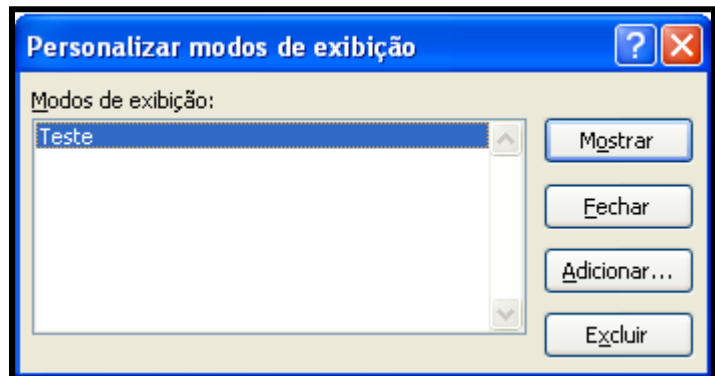 Personalizar modos de exibição
Modos de exibição:
Teste
Mostrar
Fechar
Adicionar...
Excluir